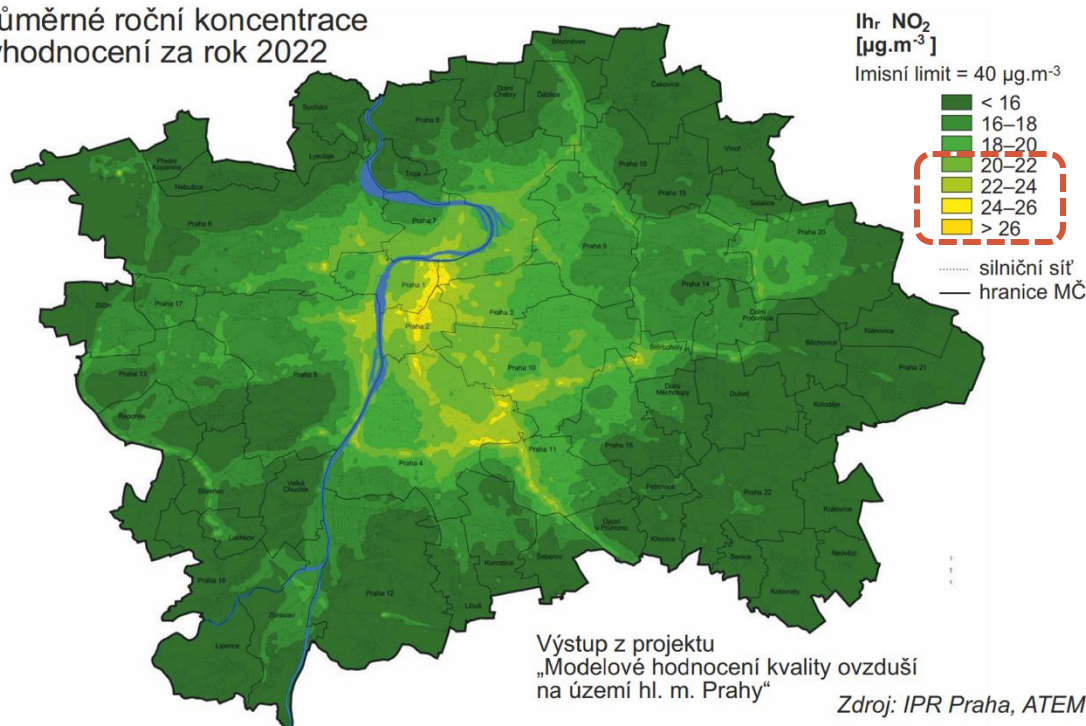 ůměrné roční koncentrace
yhodnocení za rok 2022
Ihr NO₂
[µg.m⁻³ ]
Imisní limit = 40 µg.m⁻³
< 16
16–18
18–20
20–22
22–24
24–26
> 26
silniční síť
hranice MČ
Březiněves
Dolní
Chabry
Ďáblice
Čakovice
Suchdol
Praha 8
Lysolaje
Přední
Kopanina
Nebušice
Troja
Praha 18
Vinoř
Praha 19
Satalice
Praha 6
Praha 7
Praha 9
Praha 20
Praha 1
Praha 14
Zličín
Praha 17
Praha 2
Praha 3
Dolní
Počernice
Klánovice
Běchovice
Praha 13
Praha 5
Štěrboholy
Praha 10
Praha 21
Dolní
Měcholupy
Dubeč
Koloděje
Řeporyje
Praha 4
Praha 11
Praha 15
Slivenec
Velká
Chuchle
Petrovice
Praha 22
Královice
Lochkov
Újezd
u Průhonic
Křeslice
Nedvězí
Šeberov
Kunratice
Benice
Praha 16
Praha 12
Libuš
Kolovraty
Zbraslav
Lipence
Výstup z projektu
„Modelové hodnocení kvality ovzduší
na území hl. m. Prahy“
Zdroj: IPR Praha, ATEM